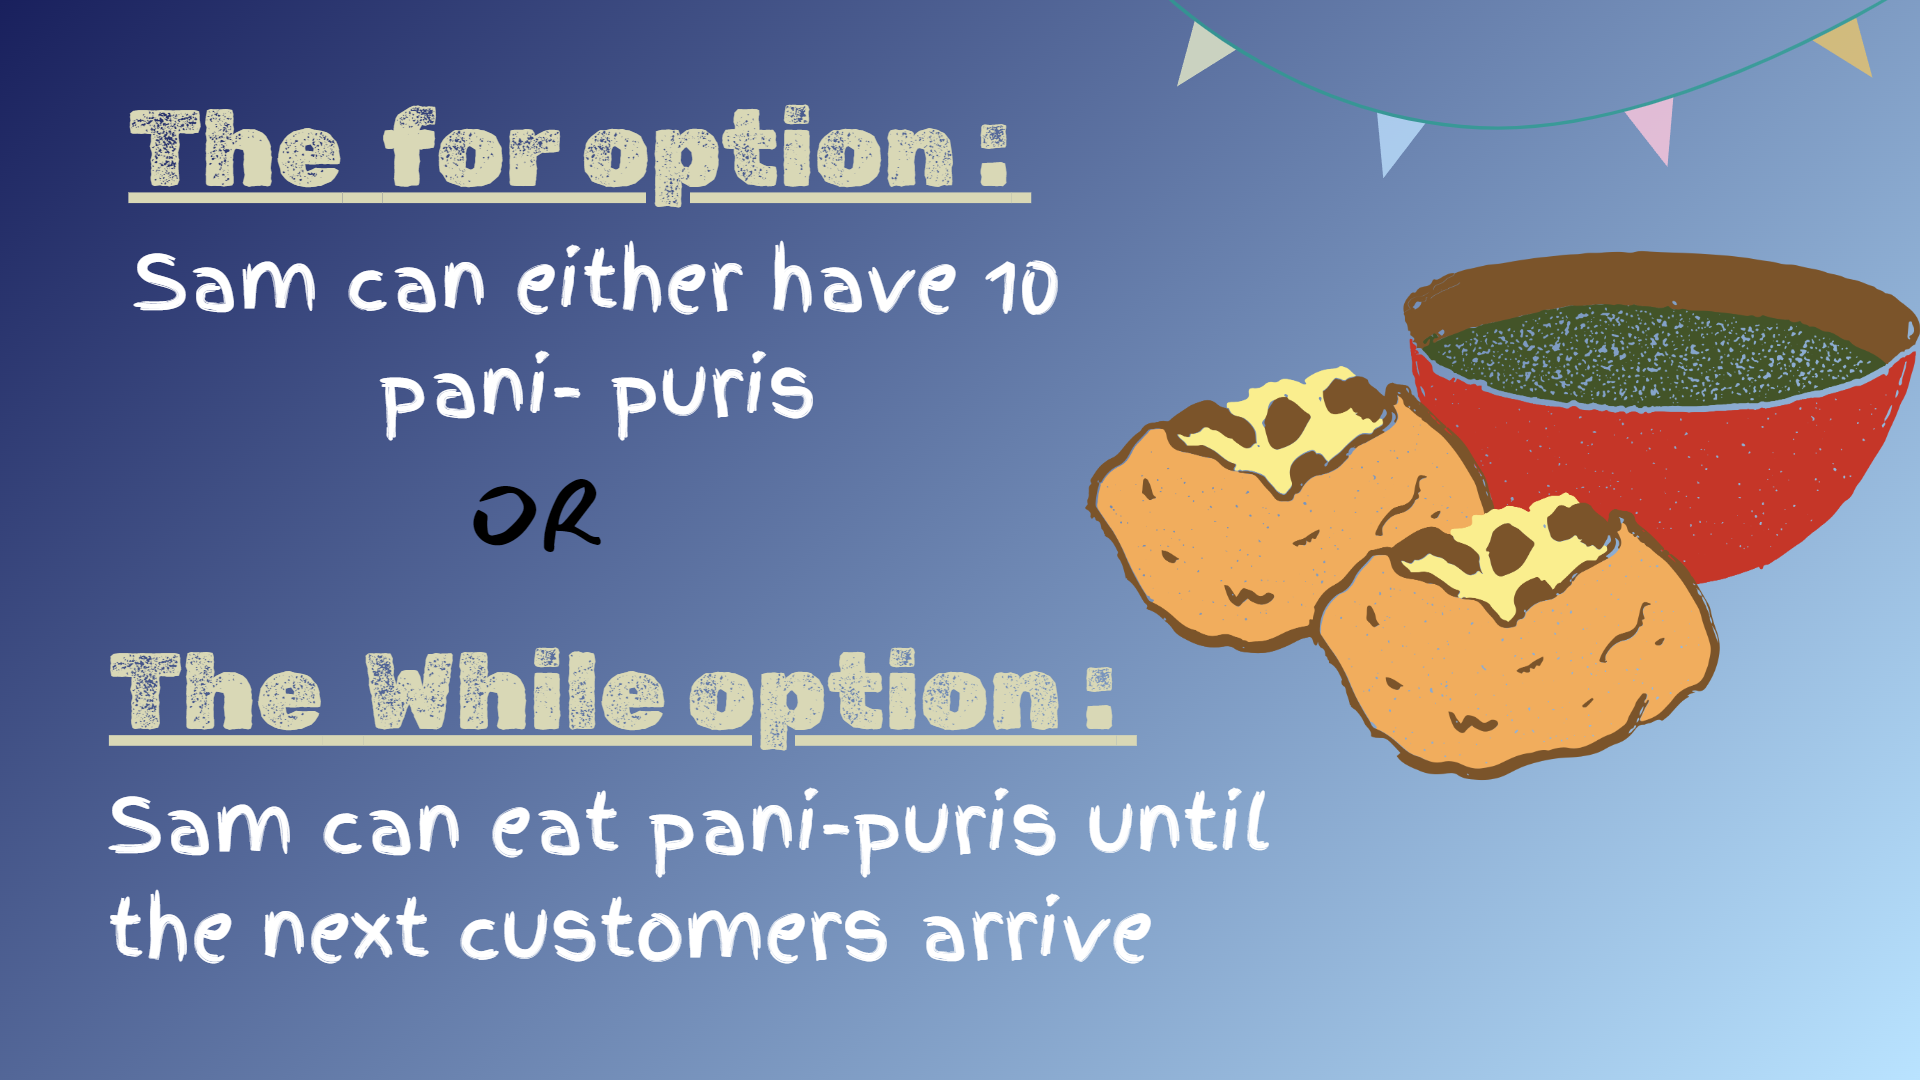 The for option :
Sam can either have 10
pani- puris
OR
The While option :
Sam can eat pani-puris until
the next customers arrive